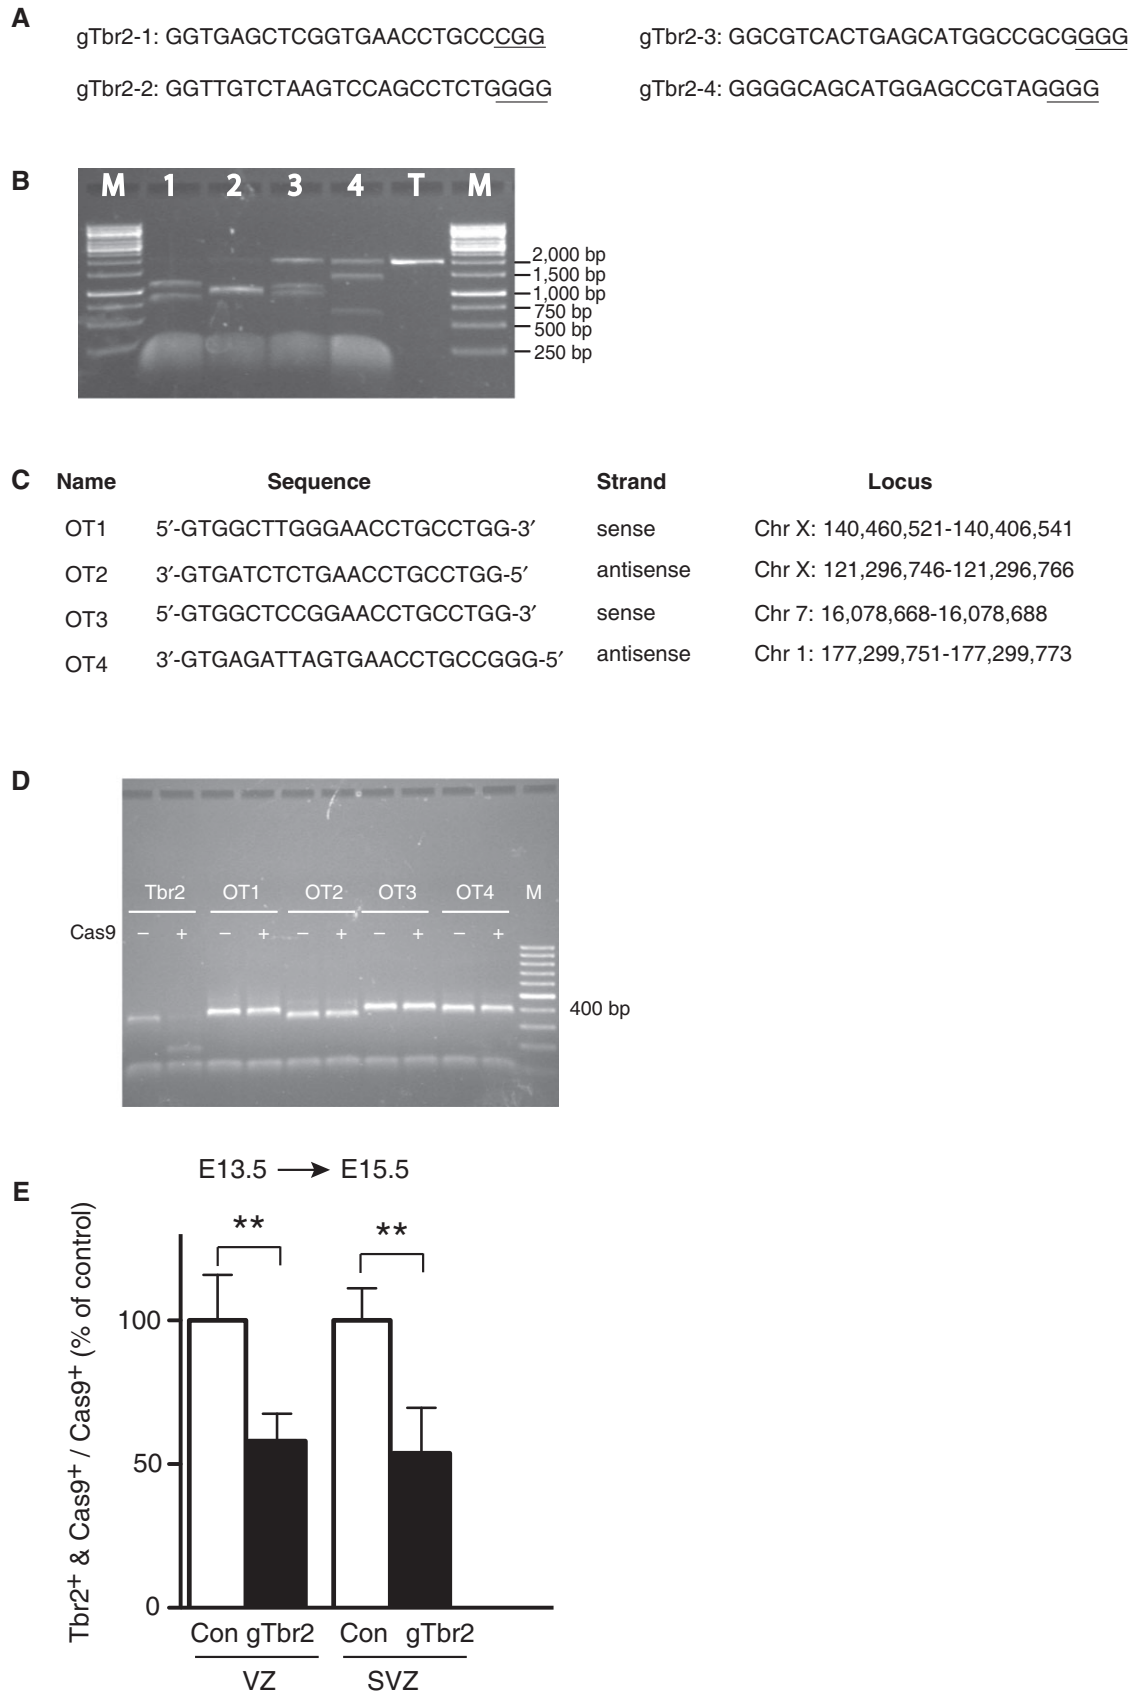 A
gTbr2-1: GGTGAGCTCGGTGAACCTGCCCGG
gTbr2-3: GGCGTCACTGAGCATGGCCGCGGGG
gTbr2-2: GGTTGTCTAAGTCCAGCCTCTGGGG
gTbr2-4: GGGGCAGCATGGAGCCGTAGGGG
B
M 1 2 3 4 T M
2,000 bp
1,500 bp
1,000 bp
750 bp
500 bp
250 bp
C Name Sequence Strand Locus
OT1 5′-GTGGCTTGGGAACCTGCCTGG-3′ sense Chr X: 140,460,521-140,406,541
OT2 3′-GTGATCTCTGAACCTGCCTGG-5′ antisense Chr X: 121,296,746-121,296,766
OT3 5′-GTGGCTCCGGAACCTGCCTGG-3′ sense Chr 7: 16,078,668-16,078,688
OT4 3′-GTGAGATTAGTGAACCTGCCGGG-5′ antisense Chr 1: 177,299,751-177,299,773
D
Tbr2 OT1 OT2 OT3 OT4 M
Cas9 − + − + − + − + − +
400 bp
E13.5 → E15.5
E
Tbr2+ & Cas9+ / Cas9+ (% of control)
** **
100
50
0
Con gTbr2 Con gTbr2
VZ SVZ